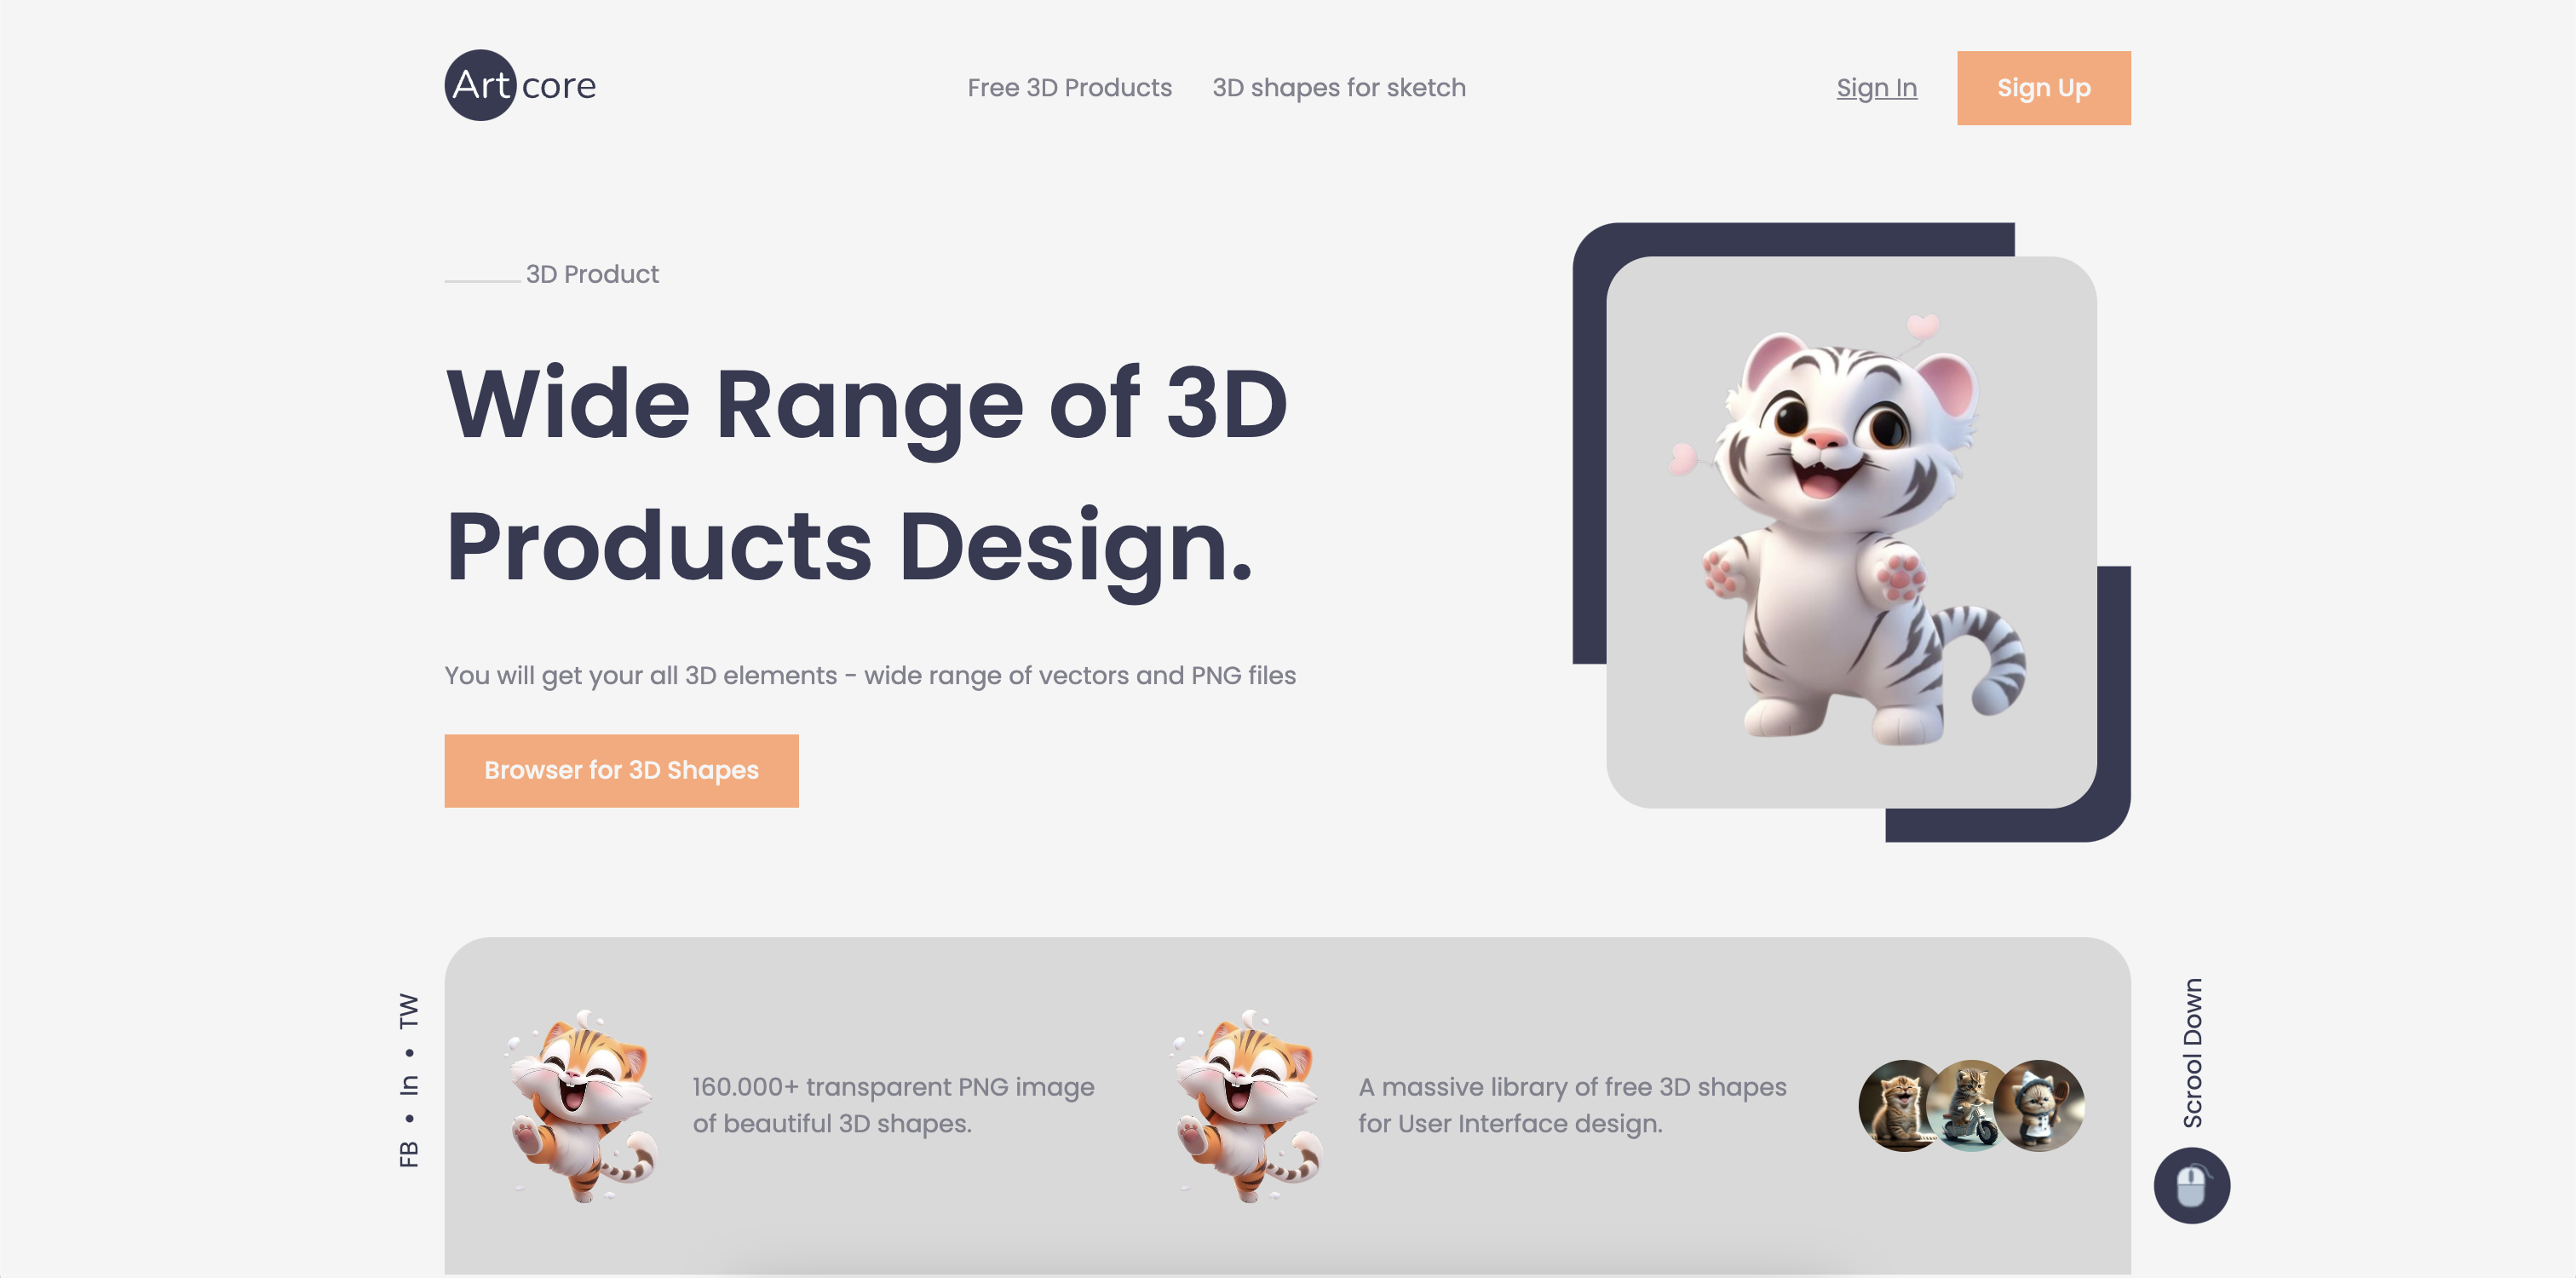 Art core
Free 3D Products
3D shapes for sketch
Sign In
Sign Up
3D Product
Wide Range of 3D
Products Design.
You will get your all 3D elements - wide range of vectors and PNG files
Browser for 3D Shapes
FB • In • TW
160.000+ transparent PNG image
of beautiful 3D shapes.
A massive library of free 3D shapes
for User Interface design.
Scrool Down